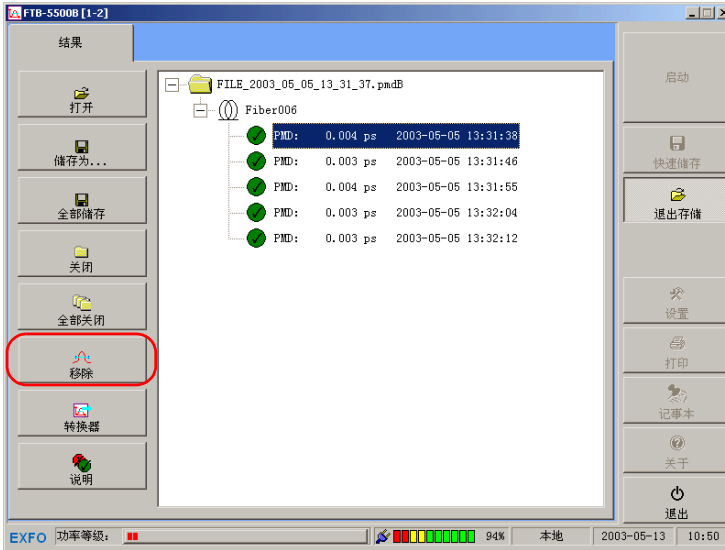 FTB-5500B [1-2]
结果
打开
储存为...
全部储存
关闭
全部关闭
移除
转换器
说明
FILE_2003_05_05_13_31_37.pmdB
Fiber006
PMD: 0.004 ps 2003-05-05 13:31:38
PMD: 0.003 ps 2003-05-05 13:31:46
PMD: 0.004 ps 2003-05-05 13:31:55
PMD: 0.003 ps 2003-05-05 13:32:04
PMD: 0.003 ps 2003-05-05 13:32:12
启动
快速储存
退出存储
设置
打印
记事本
关于
退出
EXFO 功率等级: 94% 本地 2003-05-13 10:50